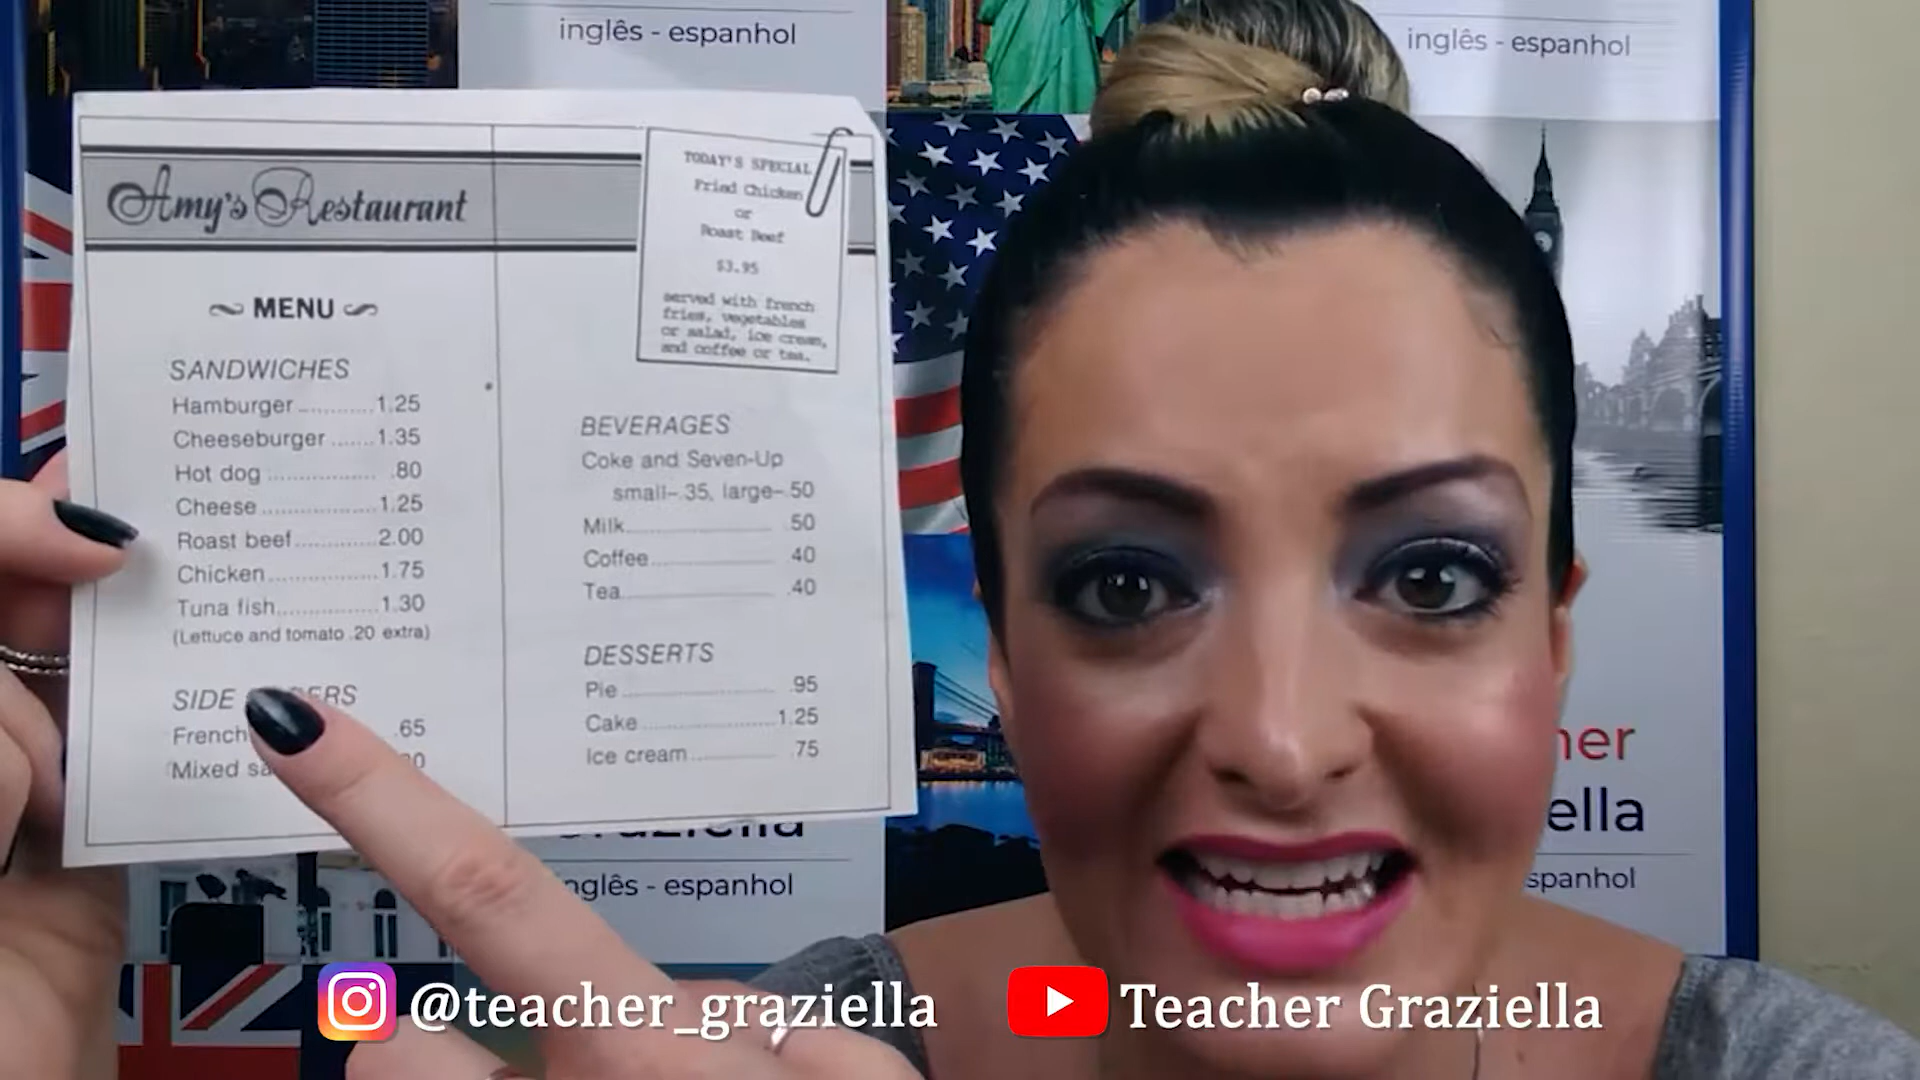 inglês - espanhol
inglês - espanhol
Amy's Restaurant
TODAY'S SPECIAL
Fried Chicken
or
Roast Beef
$3.95
served with french
fries, vegetables
or salad, ice cream,
and coffee or tea.
MENU
SANDWICHES
Hamburger 1.25
Cheeseburger 1.35
Hot dog .80
Cheese 1.25
Roast beef 2.00
Chicken 1.75
Tuna fish 1.30
(Lettuce and tomato .20 extra)
SIDE
French .65
Mixed
BEVERAGES
Coke and Seven-Up
small-.35, large-.50
Milk .50
Coffee .40
Tea .40
DESSERTS
Pie .95
Cake 1.25
Ice cream .75
her
ella
espanhol
Graziella
inglês - espanhol
@teacher_graziella
Teacher Graziella